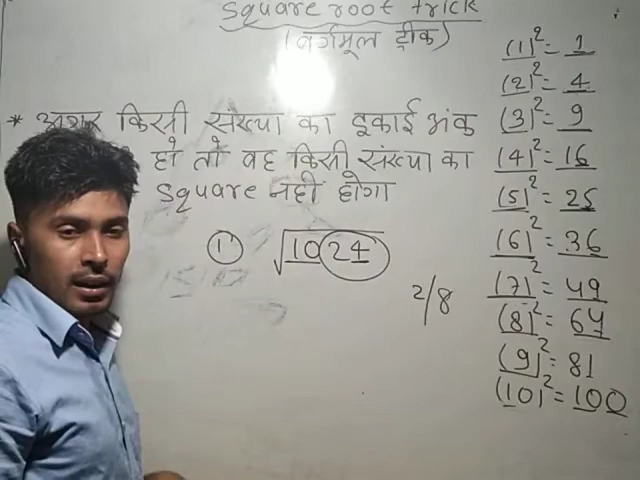 square root trick
(वर्गमूल ट्रीक)
* अगर किसी संख्या का इकाई अंक
हो तो वह किसी संख्या का
square नही होगा
① √1024
2/8
(1)² = 1
(2)² = 4
(3)² = 9
(4)² = 16
(5)² = 25
(6)² = 36
(7)² = 49
(8)² = 64
(9)² = 81
(10)² = 100